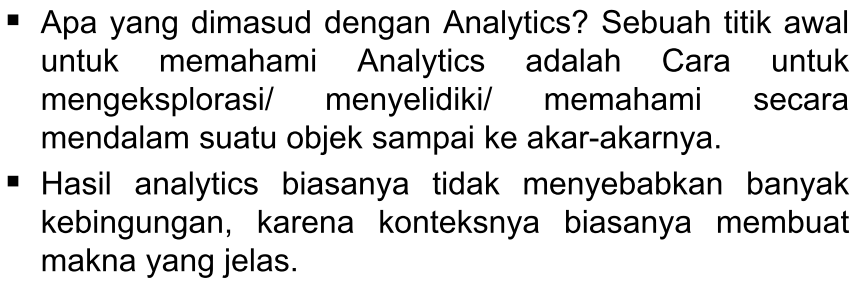 ▪ Apa yang dimasud dengan Analytics? Sebuah titik awal
untuk memahami Analytics adalah Cara untuk
mengeksplorasi/ menyelidiki/ memahami secara
mendalam suatu objek sampai ke akar-akarnya.
▪ Hasil analytics biasanya tidak menyebabkan banyak
kebingungan, karena konteksnya biasanya membuat
makna yang jelas.